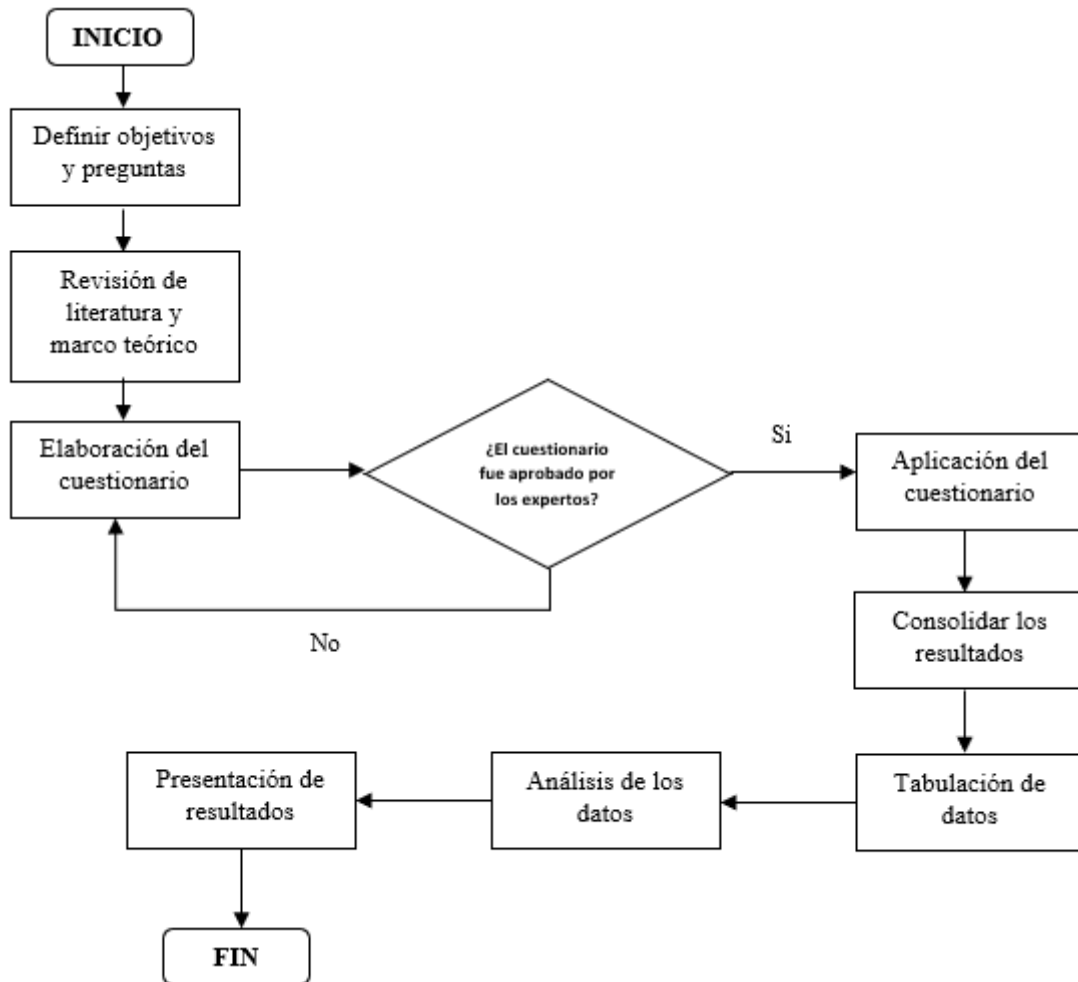 INICIO
Definir objetivos
y preguntas
Revisión de
literatura y
marco teórico
Elaboración del
cuestionario
¿El cuestionario
fue aprobado por
los expertos?
Si
No
Aplicación del
cuestionario
Consolidar los
resultados
Tabulación de
datos
Análisis de los
datos
Presentación de
resultados
FIN